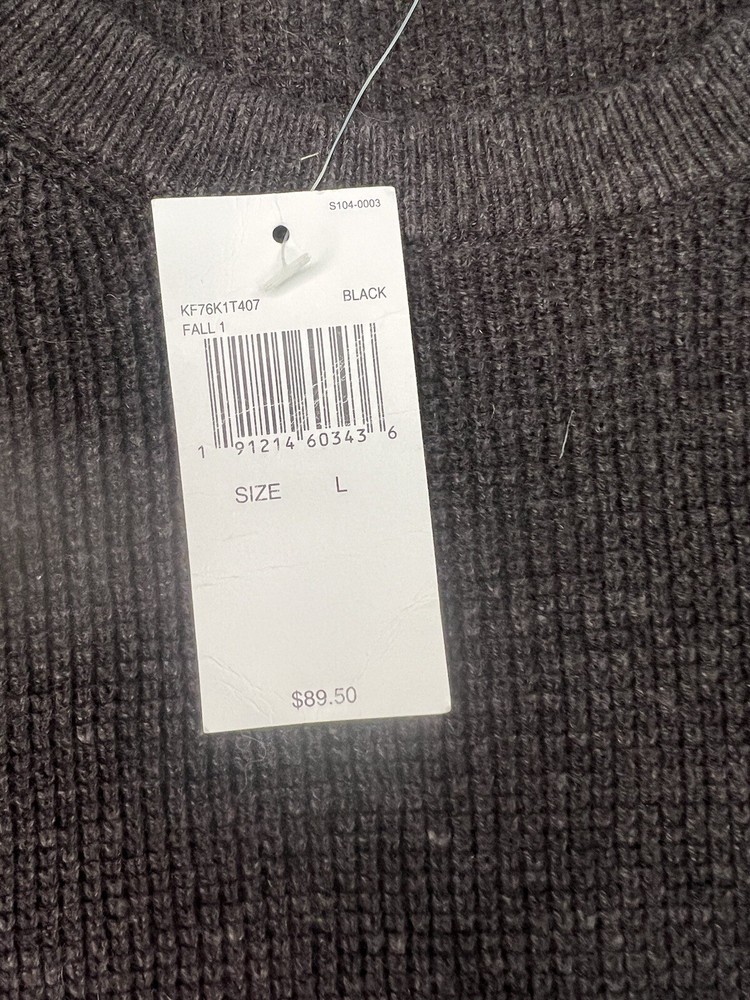 S104-0003
KF76K1T407 BLACK
FALL 1
1 91214 60343 6
SIZE L
$89.50